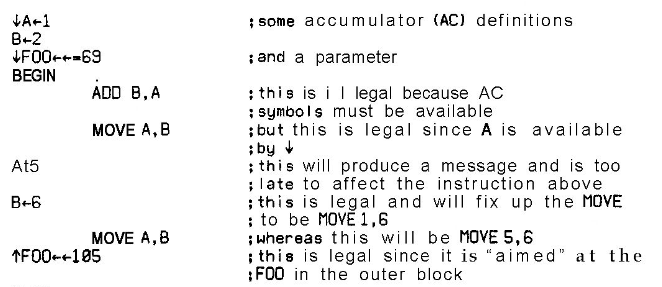 ↓A←1 ;some accumulator (AC) definitions
B←2
↓FOO←←=69 ;and a parameter
BEGIN
ADD B,A ;this is i l legal because AC
;symbols must be available
MOVE A,B ;but this is legal since A is available
;by ↓
At5 ;this will produce a message and is too
;late to affect the instruction above
B←6 ;this is legal and will fix up the MOVE
; to be MOVE 1,6
MOVE A,B ;whereas this will be MOVE 5,6
↑FOO←←105 ;this is legal since it is "aimed" at the
;FOO in the outer block